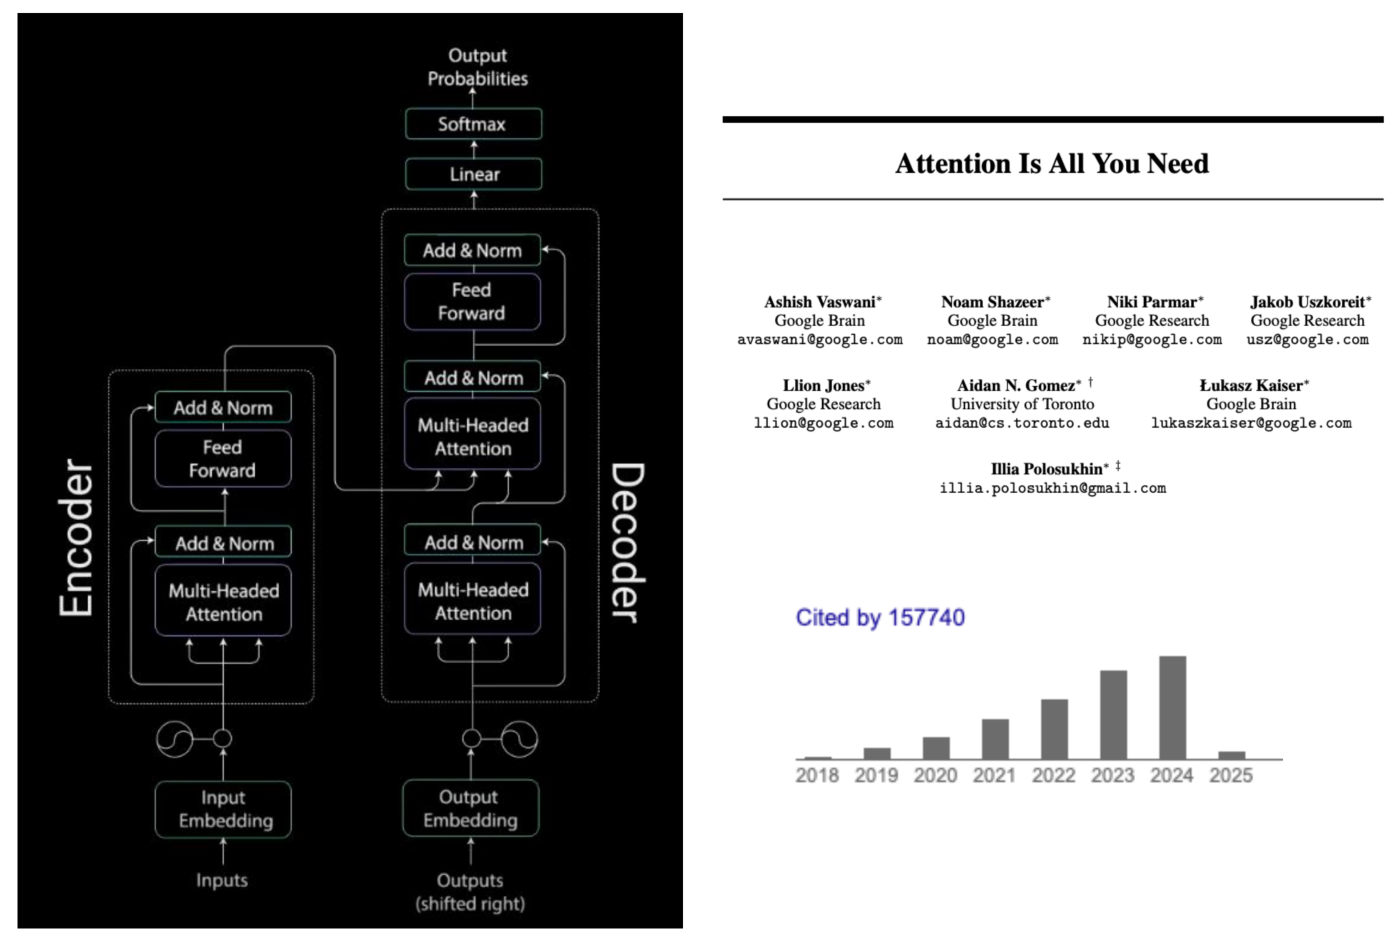 Output
Probabilities
Softmax
Linear
Add & Norm
Feed
Forward
Add & Norm
Multi-Headed
Attention
Add & Norm
Multi-Headed
Attention
Decoder
Output
Embedding
Outputs
(shifted right)
Encoder
Add & Norm
Feed
Forward
Add & Norm
Multi-Headed
Attention
Input
Embedding
Inputs
Attention Is All You Need
Ashish Vaswani* Noam Shazeer* Niki Parmar* Jakob Uszkoreit*
Google Brain Google Brain Google Research Google Research
avaswani@google.com noam@google.com nikip@google.com usz@google.com
Llion Jones* Aidan N. Gomez* † Łukasz Kaiser*
Google Research University of Toronto Google Brain
llion@google.com aidan@cs.toronto.edu lukaszkaiser@google.com
Illia Polosukhin* ‡
illia.polosukhin@gmail.com
Cited by 157740
2018 2019 2020 2021 2022 2023 2024 2025